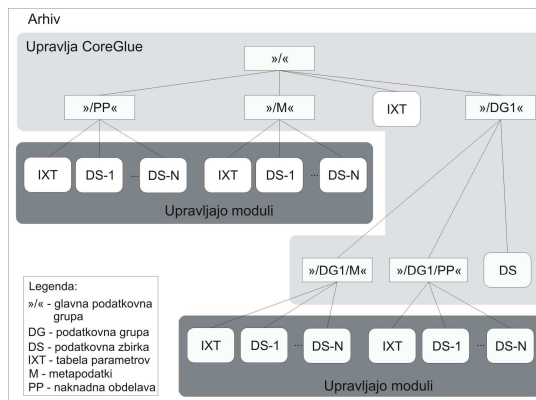 Arhiv
Upravlja CoreGlue
»/«
»/PP«
»/M«
IXT
»/DG1«
IXT
DS-1
...
DS-N
IXT
DS-1
...
DS-N
Upravljajo moduli
»/DG1/M«
»/DG1/PP«
DS
IXT
DS-1
...
DS-N
IXT
DS-1
...
DS-N
Upravljajo moduli
Legenda:
»/« - glavna podatkovna
grupa
DG - podatkovna grupa
DS - podatkovna zbirka
IXT - tabela parametrov
M - metapodatki
PP - naknadna obdelava